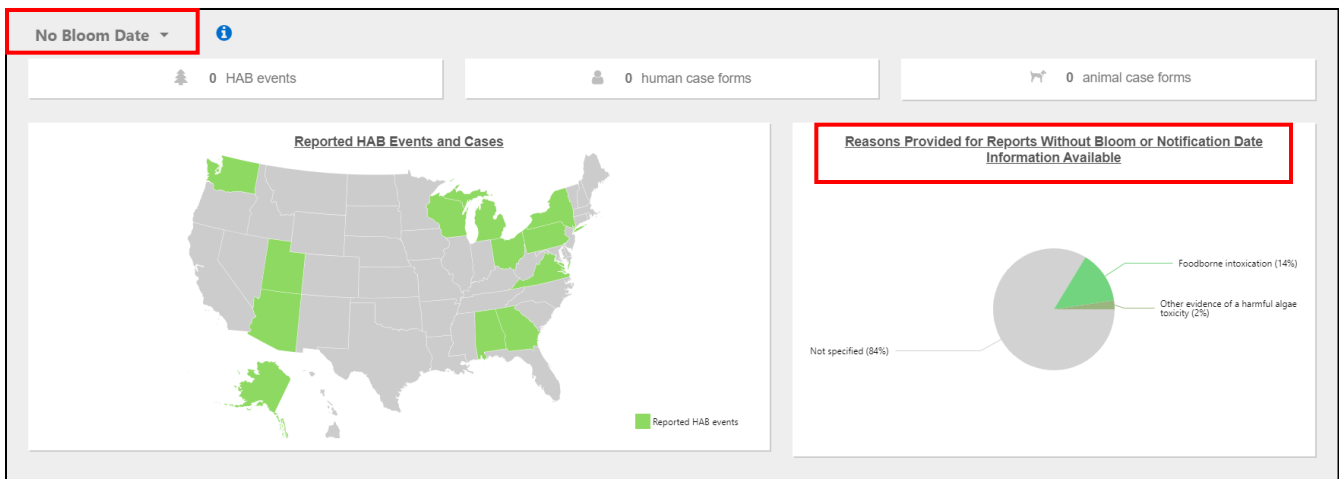 No Bloom Date
0 HAB events
0 human case forms
0 animal case forms
Reported HAB Events and Cases
Reported HAB events
Reasons Provided for Reports Without Bloom or Notification Date
Information Available
Foodborne intoxication (14%)
Other evidence of a harmful algae
toxicity (2%)
Not specified (84%)